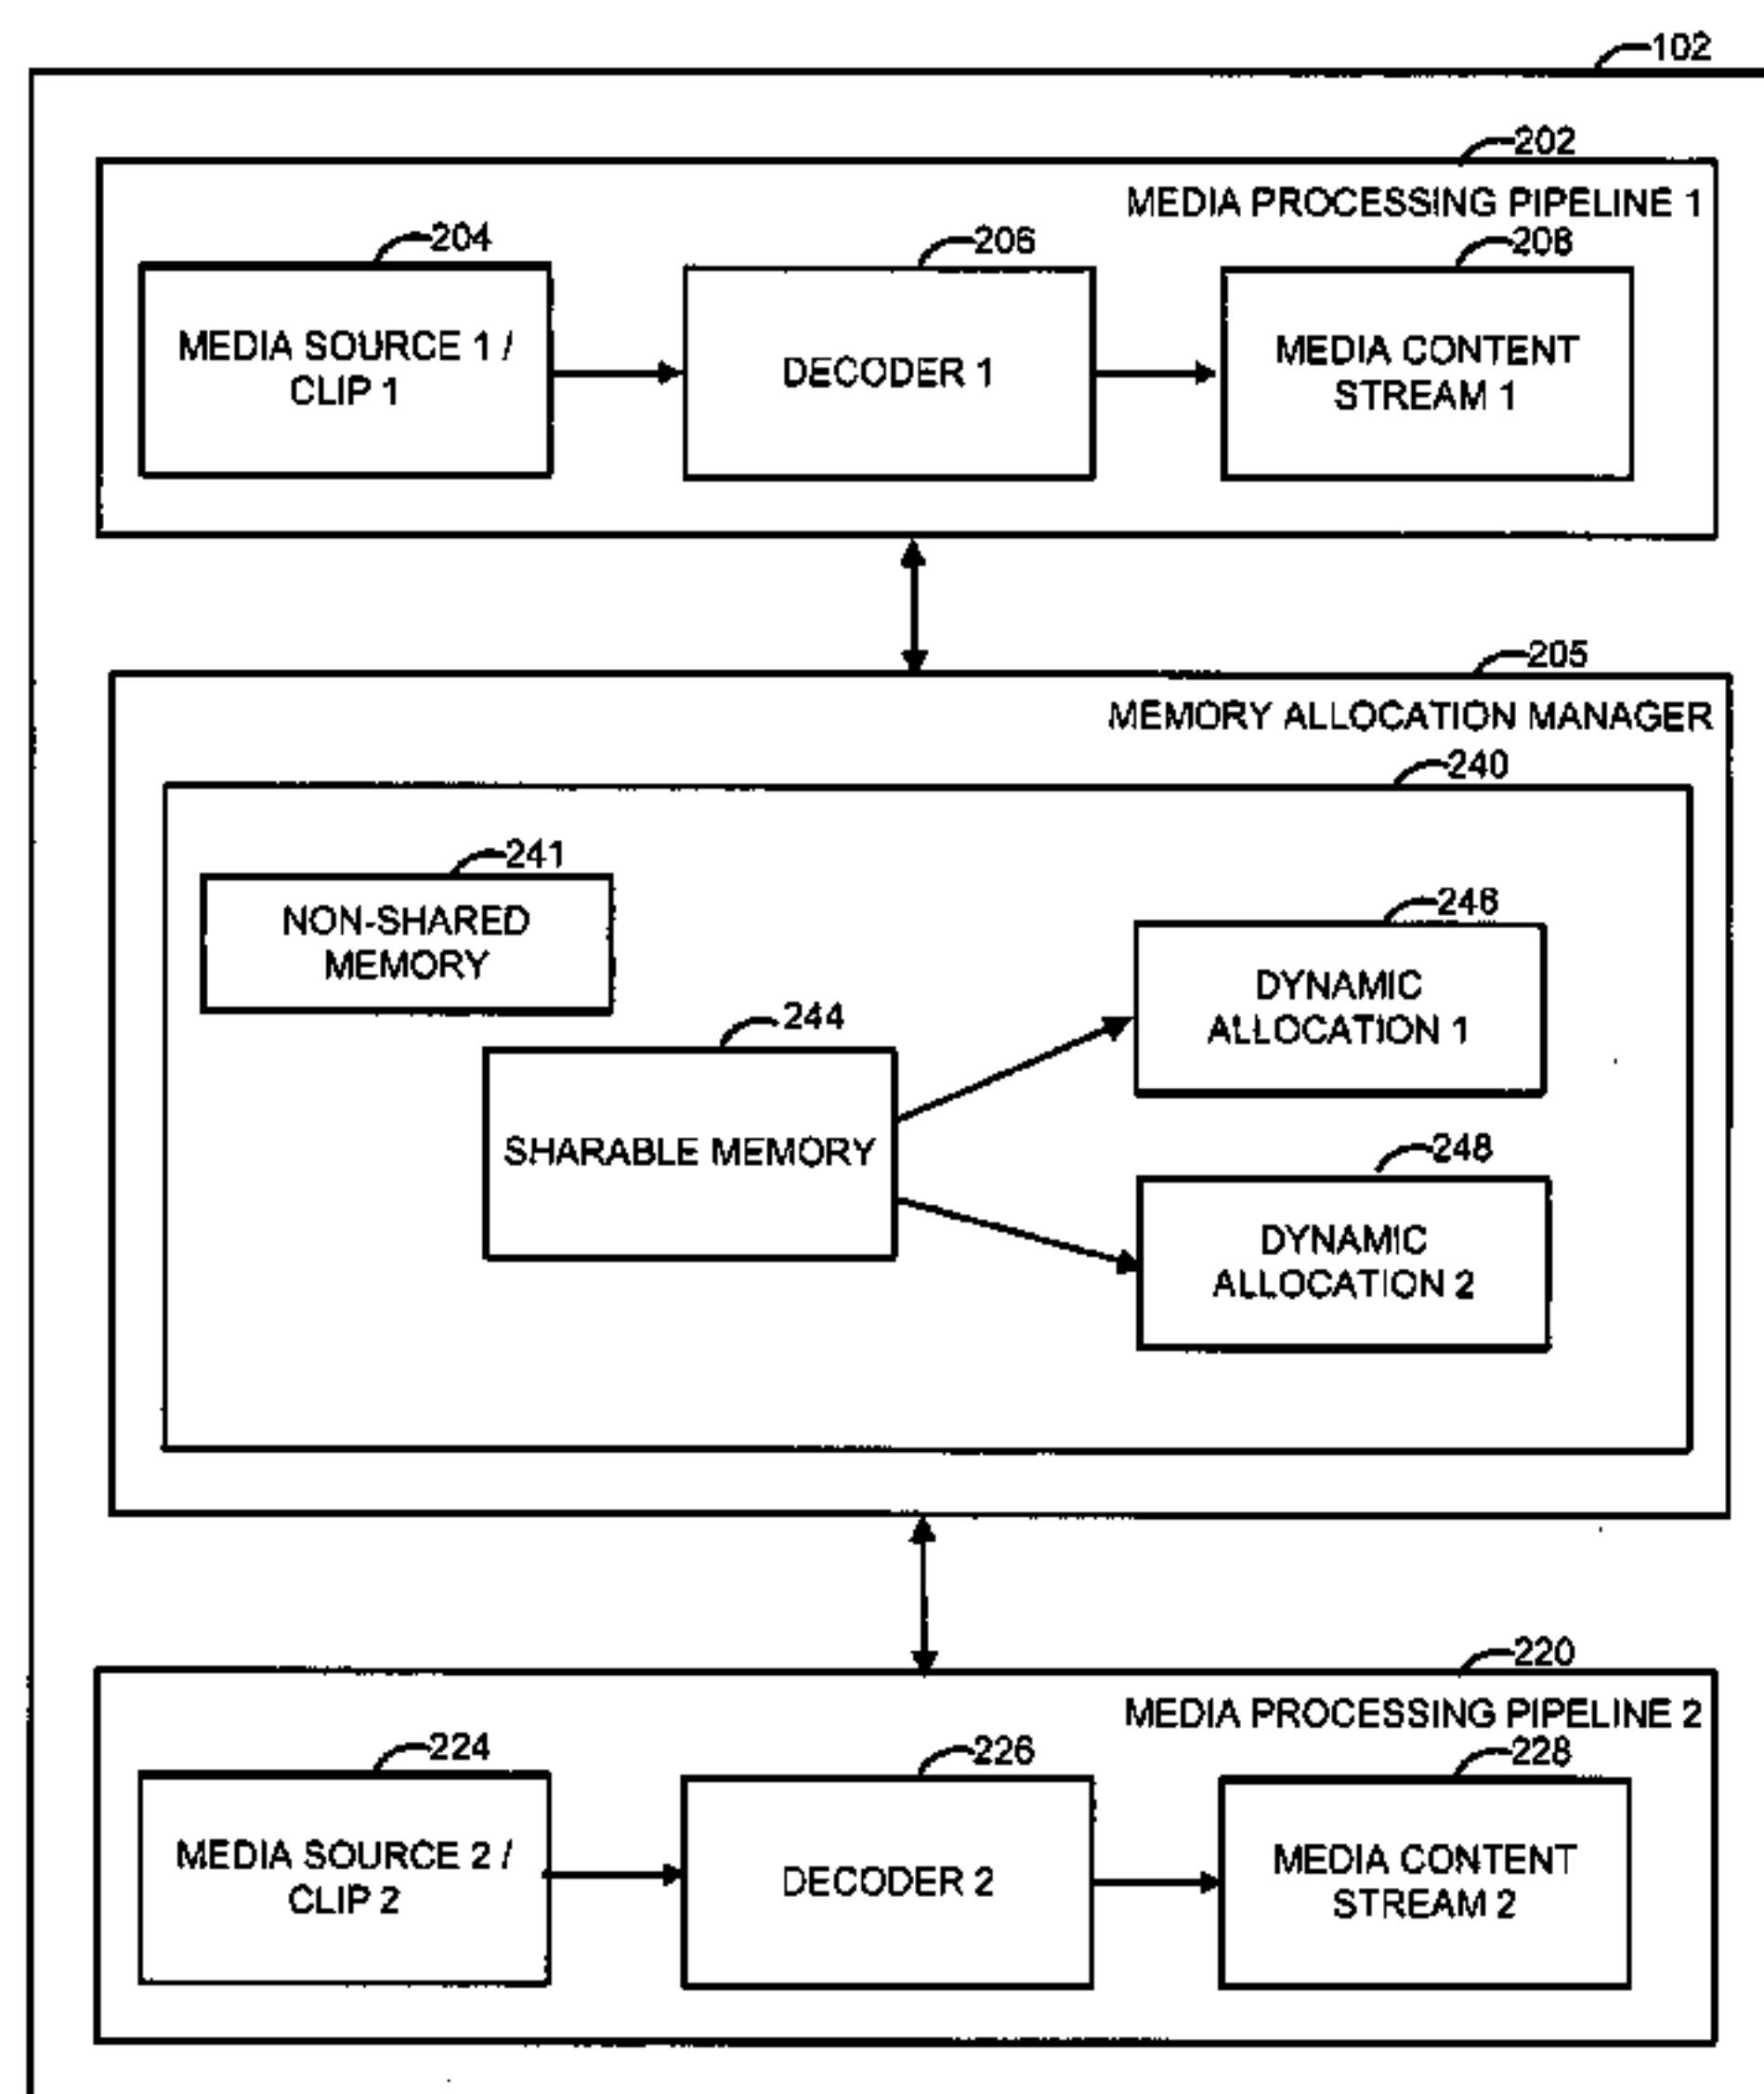 102
202
MEDIA PROCESSING PIPELINE 1
204
206
208
MEDIA SOURCE 1 /
CLIP 1
DECODER 1
MEDIA CONTENT
STREAM 1
205
MEMORY ALLOCATION MANAGER
240
241
NON-SHARED
MEMORY
246
DYNAMIC
ALLOCATION 1
244
SHARABLE MEMORY
248
DYNAMIC
ALLOCATION 2
220
MEDIA PROCESSING PIPELINE 2
224
226
228
MEDIA SOURCE 2 /
CLIP 2
DECODER 2
MEDIA CONTENT
STREAM 2